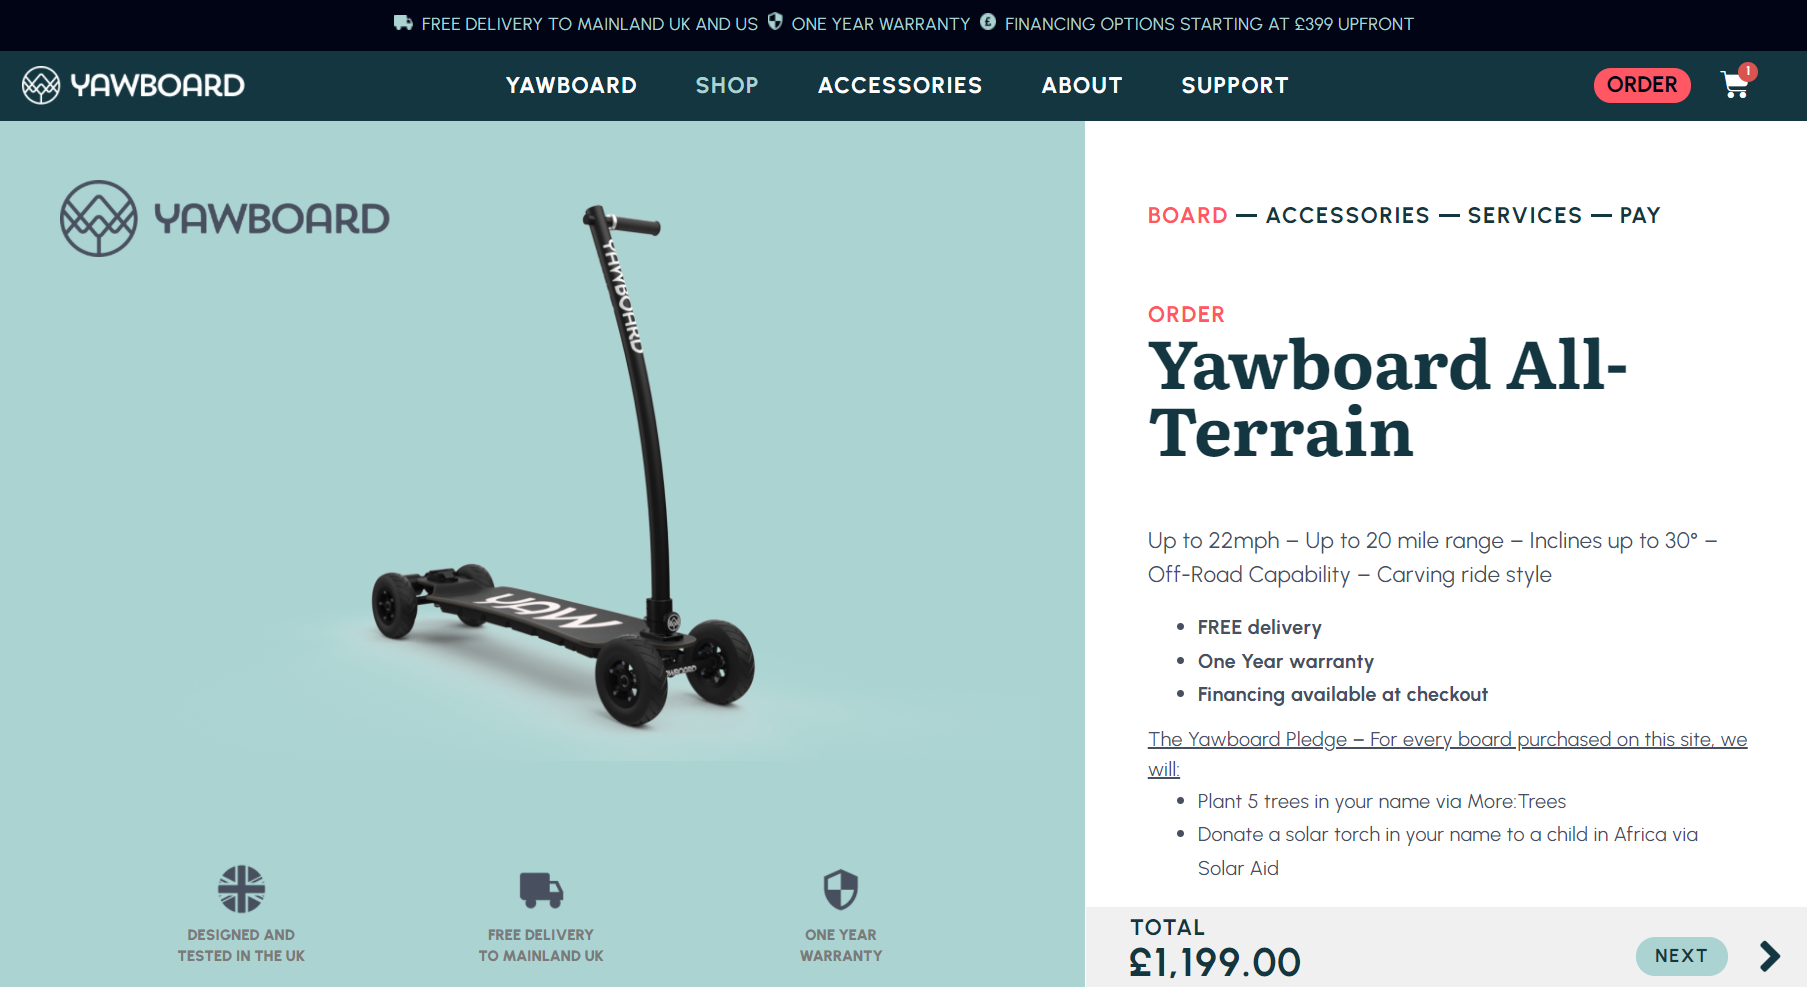 FREE DELIVERY TO MAINLAND UK AND US ONE YEAR WARRANTY FINANCING OPTIONS STARTING AT £399 UPFRONT
YAWBOARD YAWBOARD SHOP ACCESSORIES ABOUT SUPPORT ORDER 1
YAWBOARD
YAWBOARD
YAW
YAWBOARD
DESIGNED AND
TESTED IN THE UK
FREE DELIVERY
TO MAINLAND UK
ONE YEAR
WARRANTY
BOARD — ACCESSORIES — SERVICES — PAY
ORDER
Yawboard All-
Terrain
Up to 22mph – Up to 20 mile range – Inclines up to 30° –
Off-Road Capability – Carving ride style
• FREE delivery
• One Year warranty
• Financing available at checkout
The Yawboard Pledge – For every board purchased on this site, we
will:
• Plant 5 trees in your name via More:Trees
• Donate a solar torch in your name to a child in Africa via
Solar Aid
TOTAL
£1,199.00
NEXT